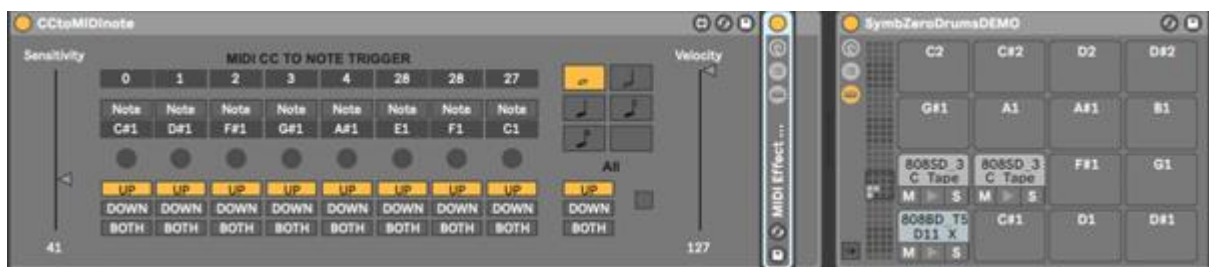 CCtoMIDInote
Sensitivity
MIDI CC TO NOTE TRIGGER
Velocity
0 1 2 3 4 28 28 27
Note Note Note Note Note Note Note Note
C#1 D#1 F#1 G#1 A#1 E1 F1 C1
All
UP UP UP UP UP UP UP UP UP
DOWN DOWN DOWN DOWN DOWN DOWN DOWN DOWN DOWN
BOTH BOTH BOTH BOTH BOTH BOTH BOTH BOTH BOTH
41
127
MIDI Effect ...
SymbZeroDrumsDEMO
C2 C#2 D2 D#2
G#1 A1 A#1 B1
808SD_3 808SD_3 F#1 G1
C_Tape C_Tape
M S M S
808BD_T5 C#1 D1 D#1
D11_X
M S